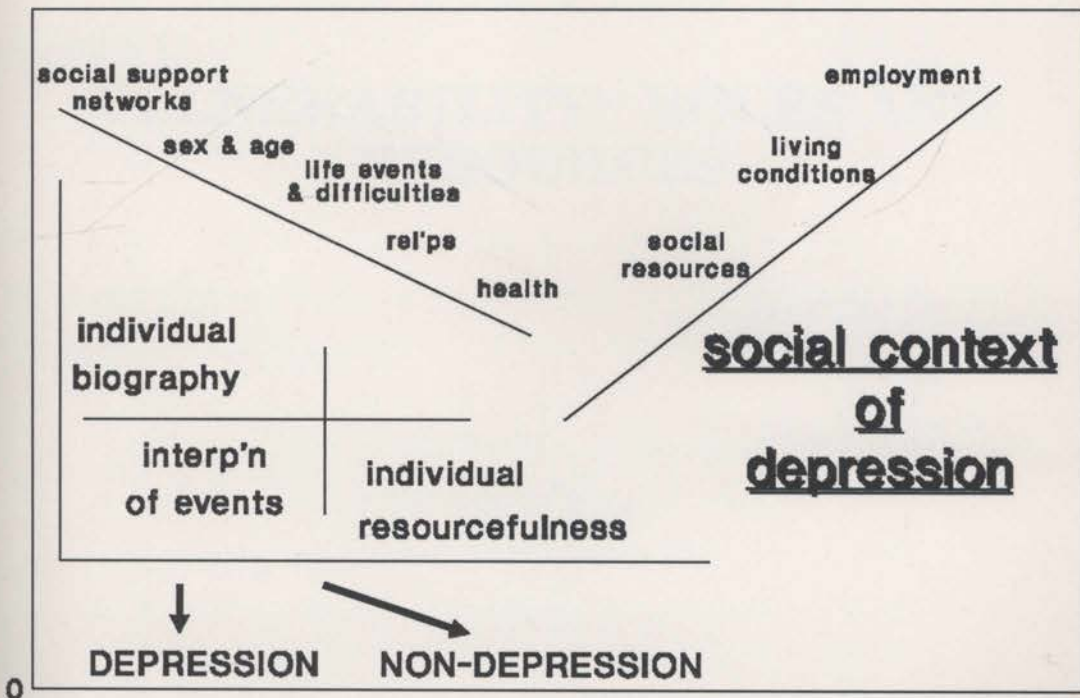 social support
networks
sex & age
life events
& difficulties
rel'ps
health
employment
living
conditions
social
resources
individual
biography
interp'n
of events
individual
resourcefulness
social context
of
depression
DEPRESSION
NON-DEPRESSION
0